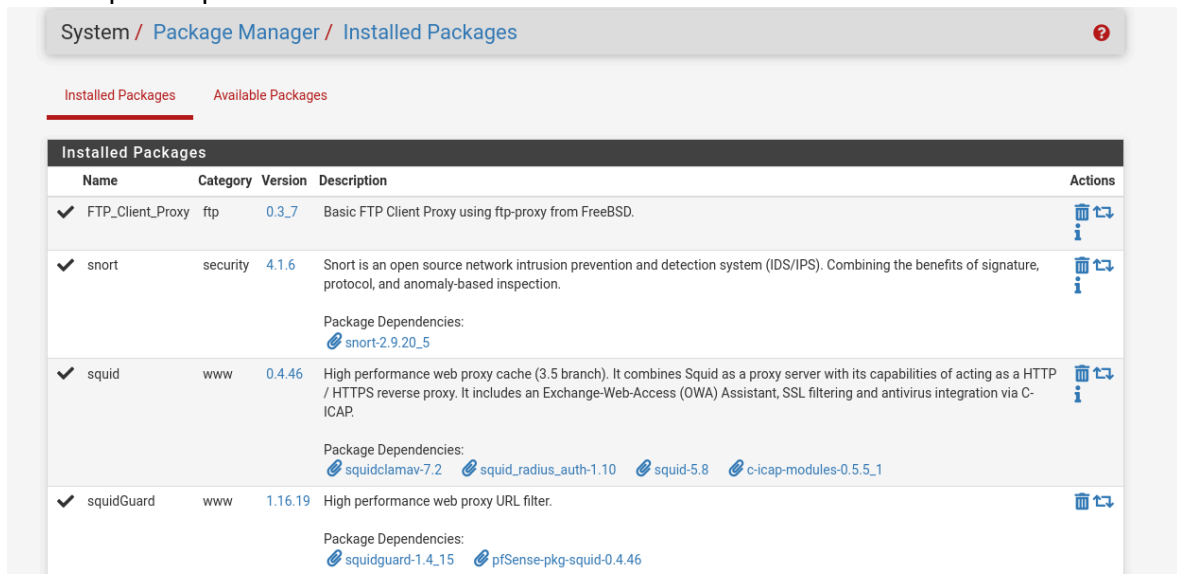 System / Package Manager / Installed Packages
Installed Packages Available Packages
Installed Packages
Name Category Version Description Actions
FTP_Client_Proxy ftp 0.3_7 Basic FTP Client Proxy using ftp-proxy from FreeBSD.
snort security 4.1.6 Snort is an open source network intrusion prevention and detection system (IDS/IPS). Combining the benefits of signature,
protocol, and anomaly-based inspection.
Package Dependencies:
snort-2.9.20_5
squid www 0.4.46 High performance web proxy cache (3.5 branch). It combines Squid as a proxy server with its capabilities of acting as a HTTP
/ HTTPS reverse proxy. It includes an Exchange-Web-Access (OWA) Assistant, SSL filtering and antivirus integration via C-
ICAP.
Package Dependencies:
squidclamav-7.2 squid_radius_auth-1.10 squid-5.8 c-icap-modules-0.5.5_1
squidGuard www 1.16.19 High performance web proxy URL filter.
Package Dependencies:
squidguard-1.4_15 pfSense-pkg-squid-0.4.46